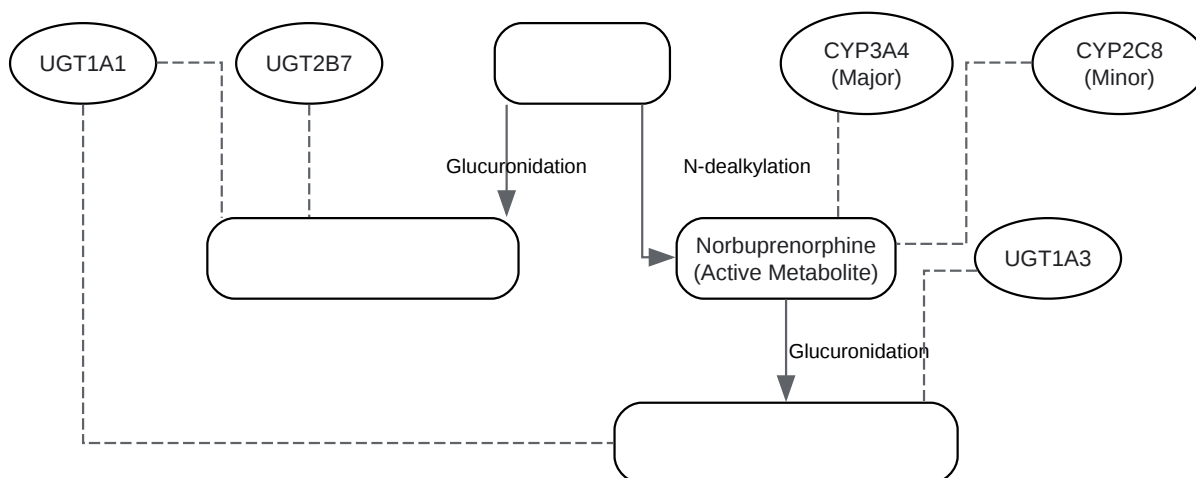 UGT1A1
UGT2B7
CYP3A4
(Major)
CYP2C8
(Minor)
Glucuronidation
N-dealkylation
Norbuprenorphine
(Active Metabolite)
UGT1A3
Glucuronidation